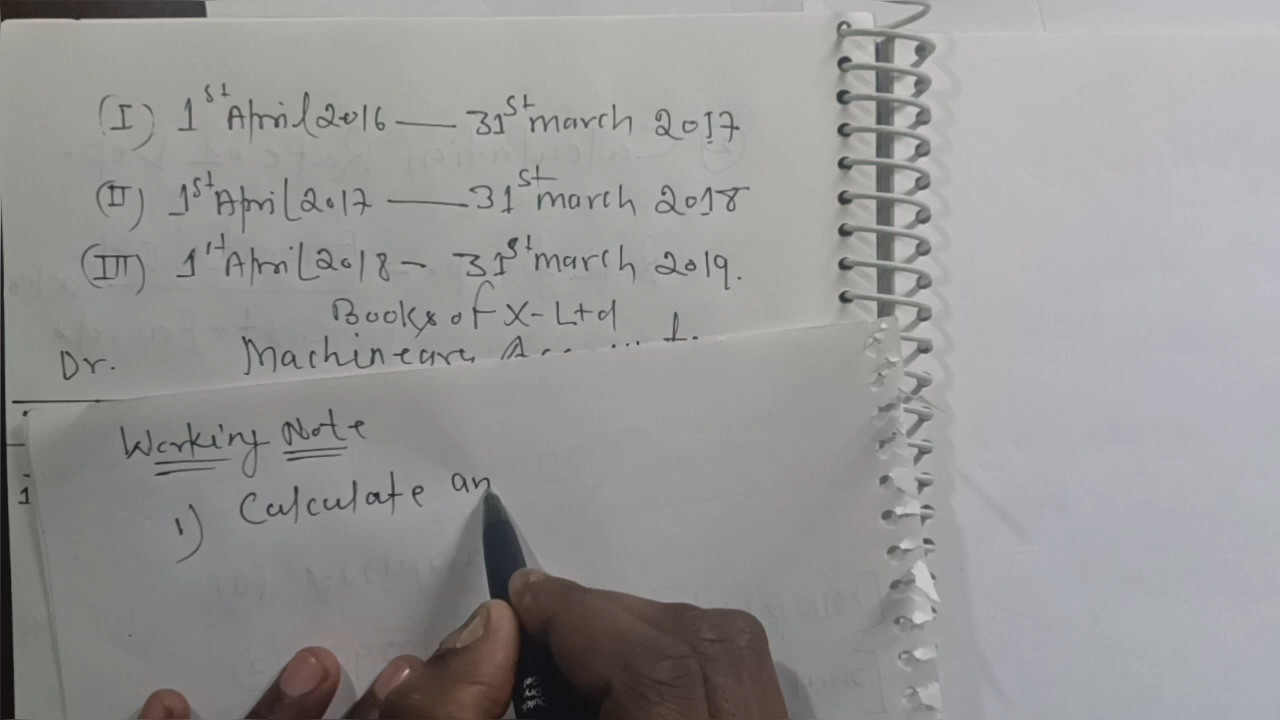 (I) 1st April 2016 — 31st march 2017
(II) 1st April 2017 — 31st march 2018
(III) 1st April 2018 - 31st march 2019.
Books of X-Ltd
Dr.
1
Working Note
1) Calculate an